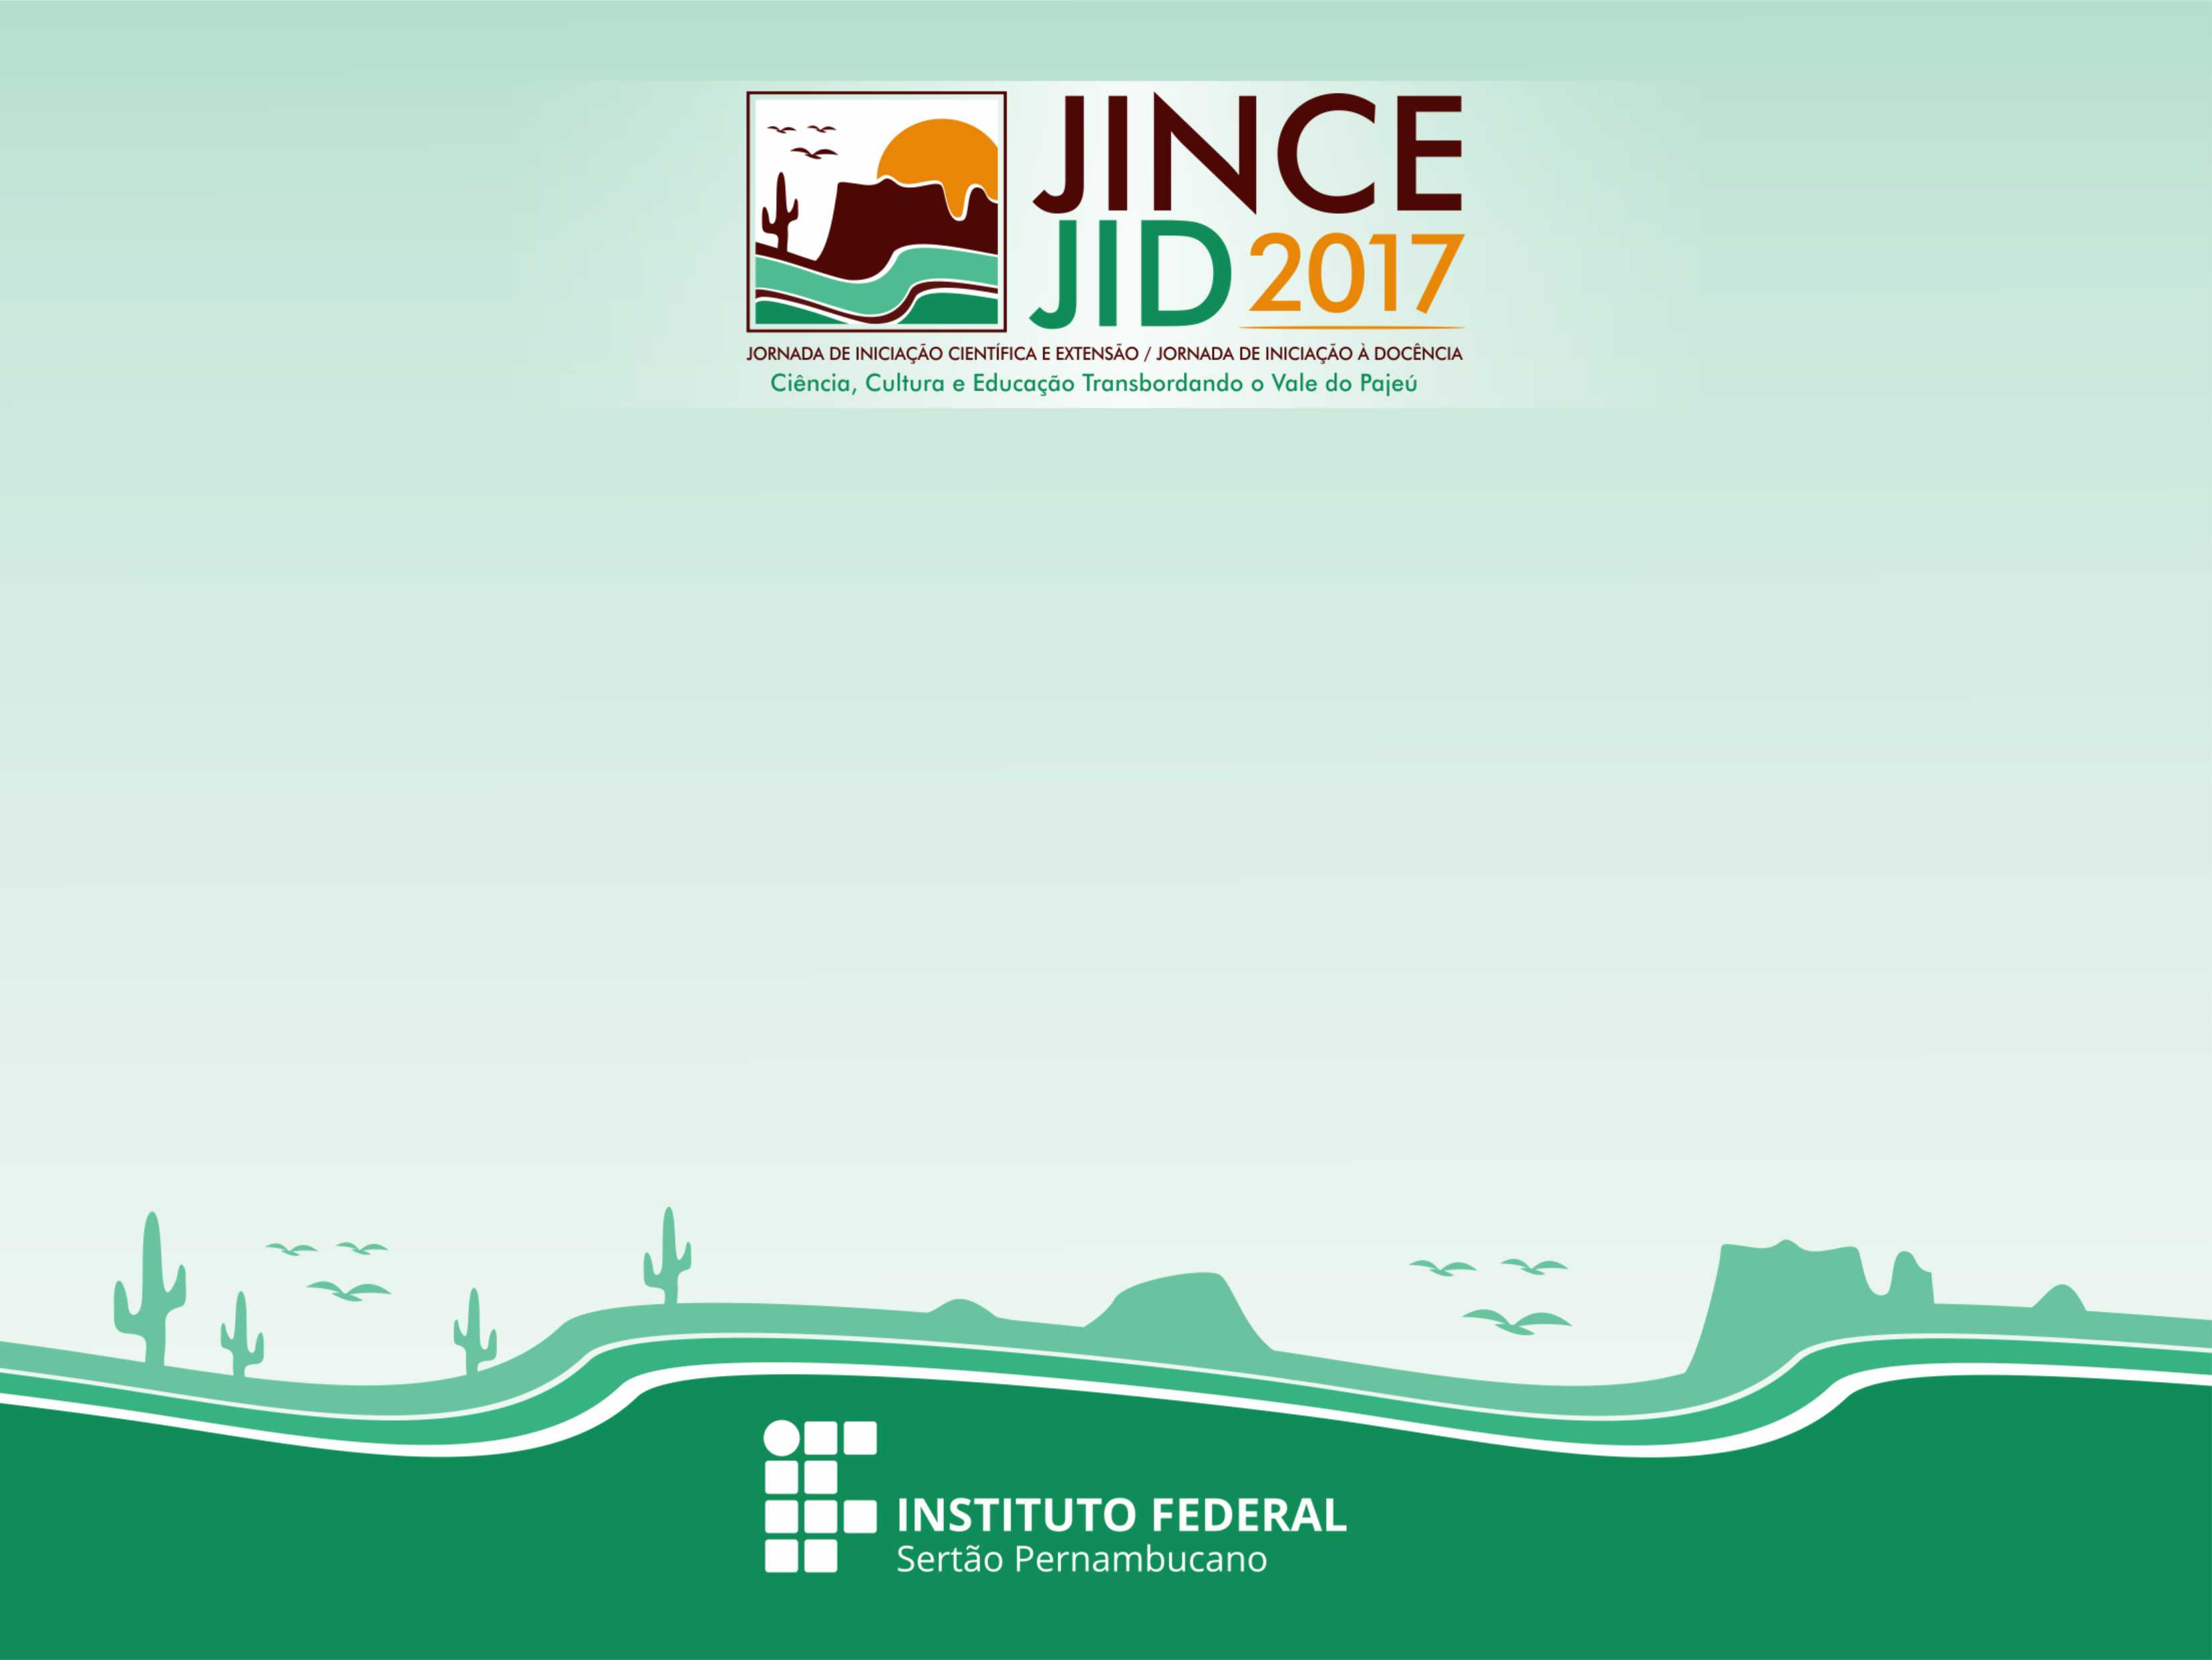 JINCE
JID 2017
JORNADA DE INICIAÇÃO CIENTÍFICA E EXTENSÃO / JORNADA DE INICIAÇÃO À DOCÊNCIA
Ciência, Cultura e Educação Transbordando o Vale do Pajeú
INSTITUTO FEDERAL
Sertão Pernambucano